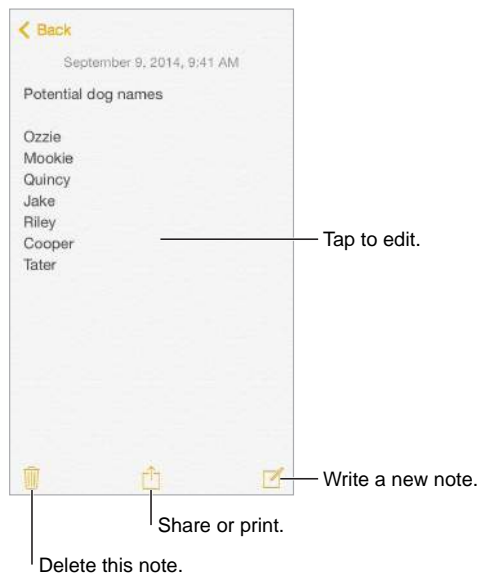 Back
September 9, 2014, 9:41 AM
Potential dog names
Ozzie
Mookie
Quincy
Jake
Riley
Cooper
Tater
Tap to edit.
Write a new note.
Share or print.
Delete this note.